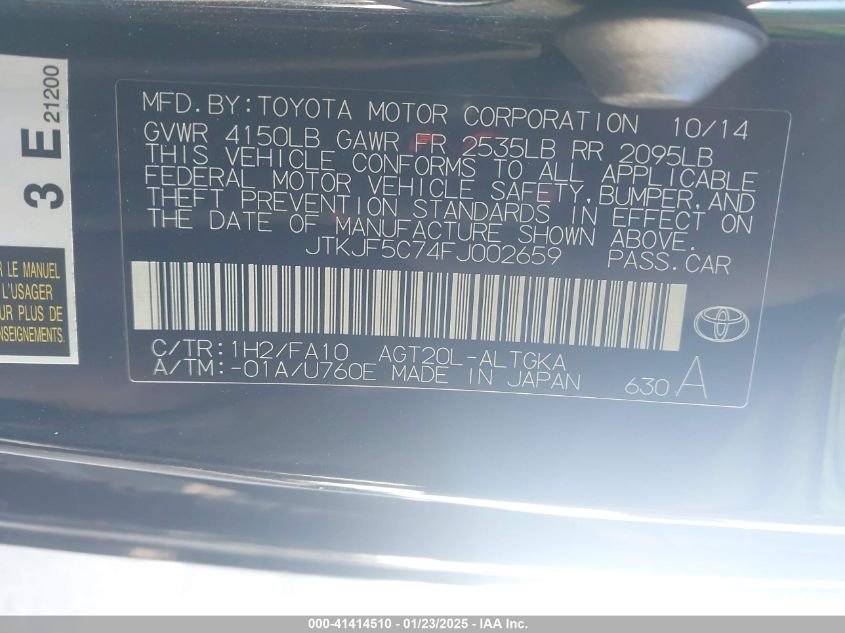 MFD. BY: TOYOTA MOTOR CORPORATION 10/14
GVWR 4150LB GAWR FR 2535LB RR 2095LB
THIS VEHICLE CONFORMS TO ALL APPLICABLE
FEDERAL MOTOR VEHICLE SAFETY, BUMPER, AND
THEFT PREVENTION STANDARDS IN EFFECT ON
THE DATE OF MANUFACTURE SHOWN ABOVE.
JTKJF5C74FJ002659 PASS. CAR
C/TR: 1H2/FA10 AGT20L-ALTGKA
A/TM: -01A/U760E MADE IN JAPAN 630 A
3 E 21200
LE MANUEL
L'USAGER
UR PLUS DE
ENSEIGNEMENTS.
000-41414510 — 01/23/2025 — IAA Inc.